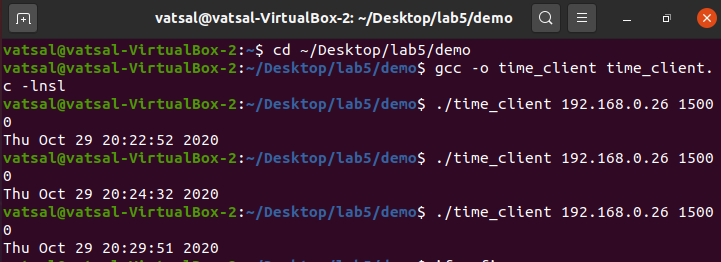 vatsal@vatsal-VirtualBox-2: ~/Desktop/lab5/demo
vatsal@vatsal-VirtualBox-2:~$ cd ~/Desktop/lab5/demo
vatsal@vatsal-VirtualBox-2:~/Desktop/lab5/demo$ gcc -o time_client time_client.
c -lnsl
vatsal@vatsal-VirtualBox-2:~/Desktop/lab5/demo$ ./time_client 192.168.0.26 1500
0
Thu Oct 29 20:22:52 2020
vatsal@vatsal-VirtualBox-2:~/Desktop/lab5/demo$ ./time_client 192.168.0.26 1500
0
Thu Oct 29 20:24:32 2020
vatsal@vatsal-VirtualBox-2:~/Desktop/lab5/demo$ ./time_client 192.168.0.26 1500
0
Thu Oct 29 20:29:51 2020